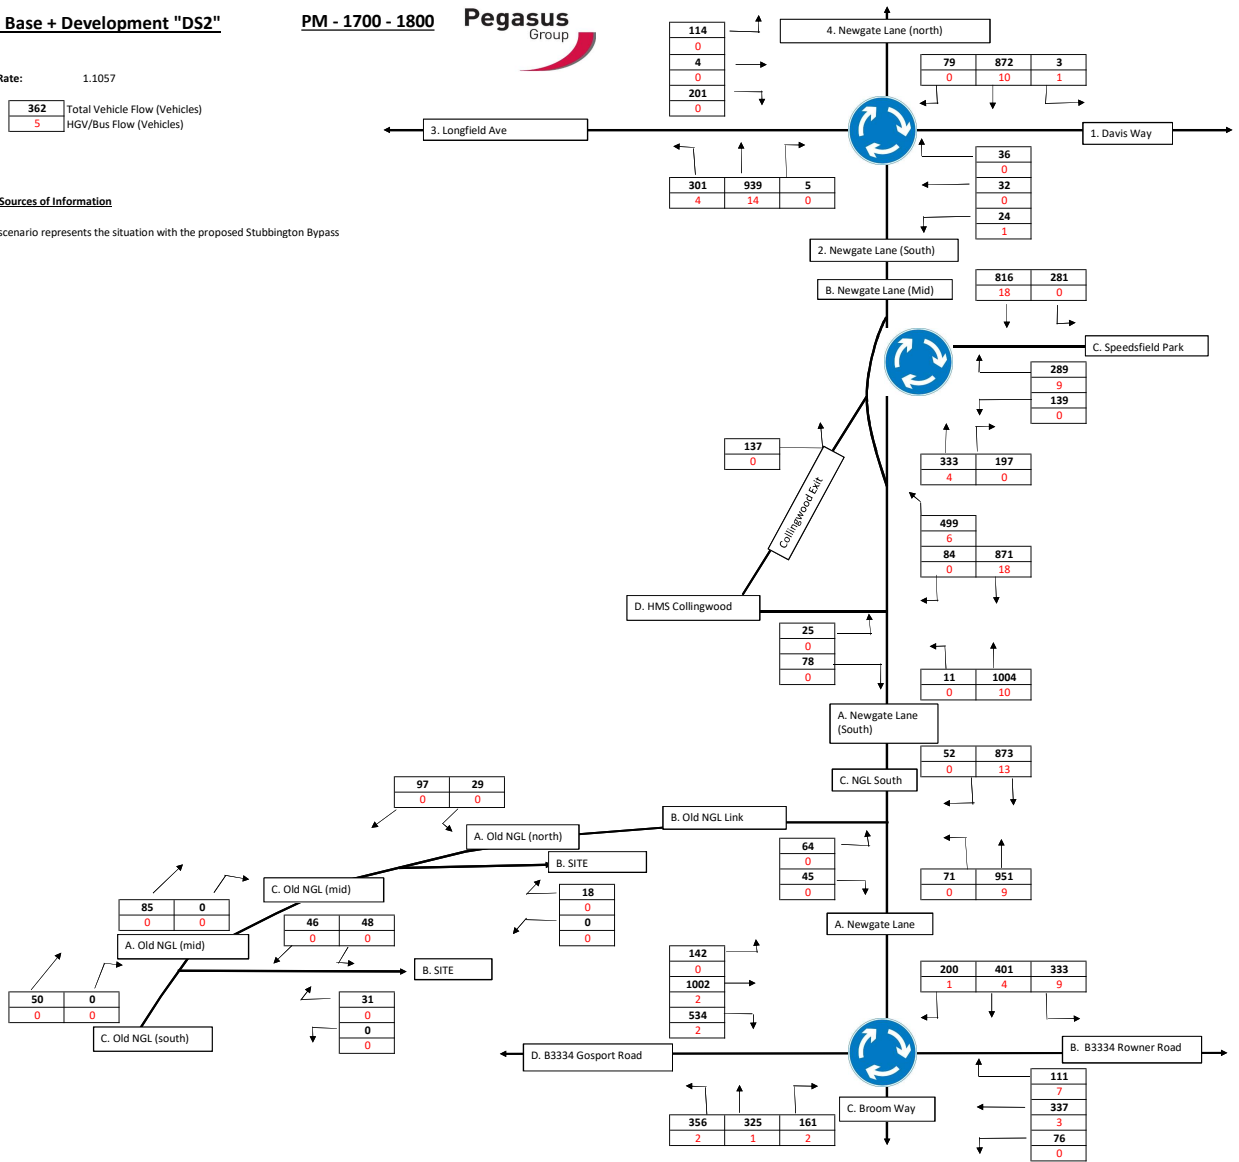 Base + Development "DS2"
PM - 1700 - 1800
Pegasus
Group
Rate: 1.1057
362 Total Vehicle Flow (Vehicles)
5 HGV/Bus Flow (Vehicles)
Sources of Information
scenario represents the situation with the proposed Stubbington Bypass
114
0
4
0
201
0
4. Newgate Lane (north)
79 872 3
0 10 1
3. Longfield Ave
1. Davis Way
301 939 5
4 14 0
36
0
32
0
24
1
2. Newgate Lane (South)
B. Newgate Lane (Mid)
816 281
18 0
C. Speedsfield Park
289
9
139
0
137
0
333 197
4 0
Collingwood Exit
499
6
84 871
0 18
D. HMS Collingwood
25
0
78
0
11 1004
0 10
A. Newgate Lane
(South)
52 873
0 13
C. NGL South
97 29
0 0
B. Old NGL Link
A. Old NGL (north)
B. SITE
64
0
45
0
71 951
0 9
C. Old NGL (mid)
18
0
0
0
85 0
0 0
46 48
0 0
A. Newgate Lane
A. Old NGL (mid)
B. SITE
142
0
1002
2
534
2
200 401 333
1 4 9
50 0
0 0
31
0
0
0
C. Old NGL (south)
D. B3334 Gosport Road
B. B3334 Rowner Road
C. Broom Way
356 325 161
2 1 2
111
7
337
3
76
0